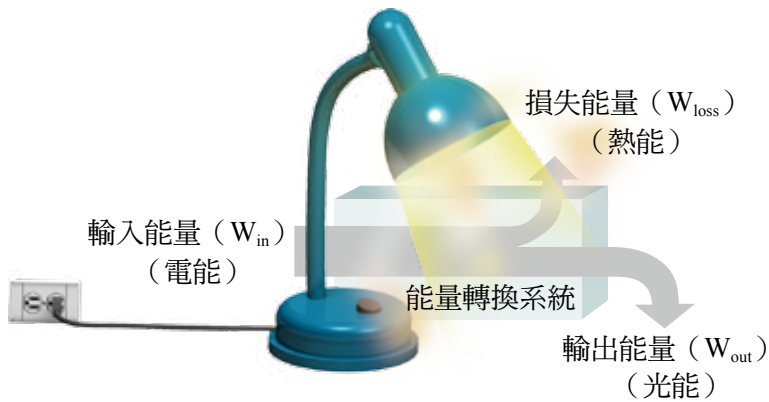 損失能量（Wloss）
（熱能）
輸入能量（Win）
（電能）
能量轉換系統
輸出能量（Wout）
（光能）